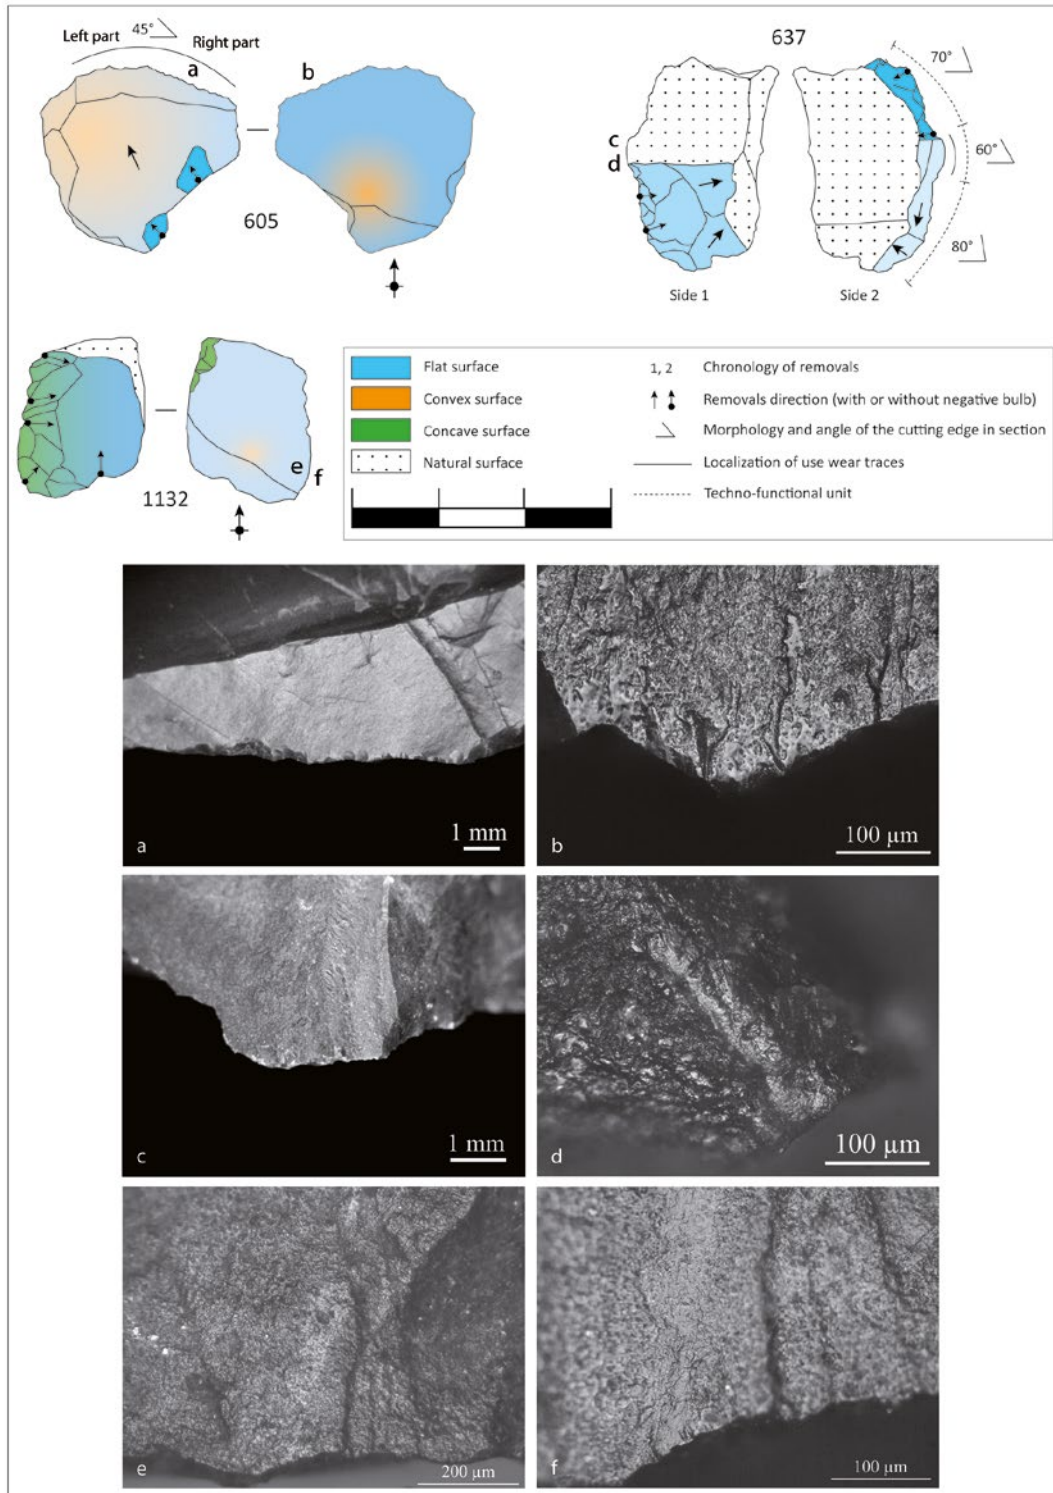 Left part
45°
Right part
a
b
605
637
c
d
70°
60°
80°
Side 1
Side 2
1132
e
f
Flat surface
Convex surface
Concave surface
Natural surface
1, 2 Chronology of removals
Removals direction (with or without negative bulb)
Morphology and angle of the cutting edge in section
Localization of use wear traces
Techno-functional unit
a
1 mm
b
100 µm
c
1 mm
d
100 µm
e
200 µm
f
100 µm